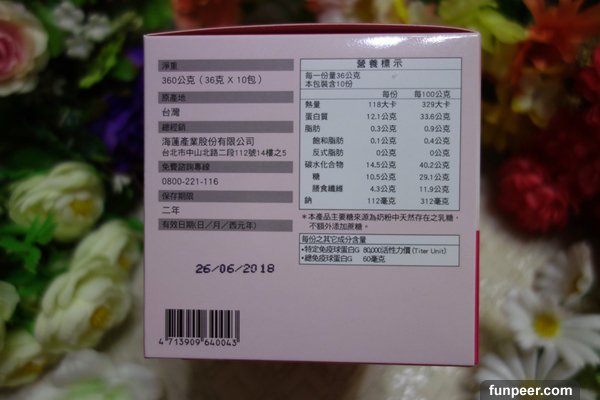 淨重
360公克（36克 X 10包）
原產地
台灣
總經銷
海蓮產業股份有限公司
台北市中山北路二段112號14樓之5
免費諮詢專線
0800-221-116
保存期限
二年
有效日期(日／月／西元年)
26/06/2018
4 713909 640043
營養標示
每一份量36公克
本包裝含10份
每份 每100公克
熱量 118大卡 329大卡
蛋白質 12.1公克 33.6公克
脂肪 0.3公克 0.9公克
飽和脂肪 0.1公克 0.4公克
反式脂肪 0公克 0公克
碳水化合物 14.5公克 40.2公克
糖 10.5公克 29.1公克
膳食纖維 4.3公克 11.9公克
鈉 112毫克 312毫克
＊本產品主要糖來源為奶粉中天然存在之乳糖，
不額外添加蔗糖。
每份之其它成分含量
•特定免疫球蛋白G 80,000活性力價 (Titer Unit)
•總免疫球蛋白G 60毫克
funpeer.com